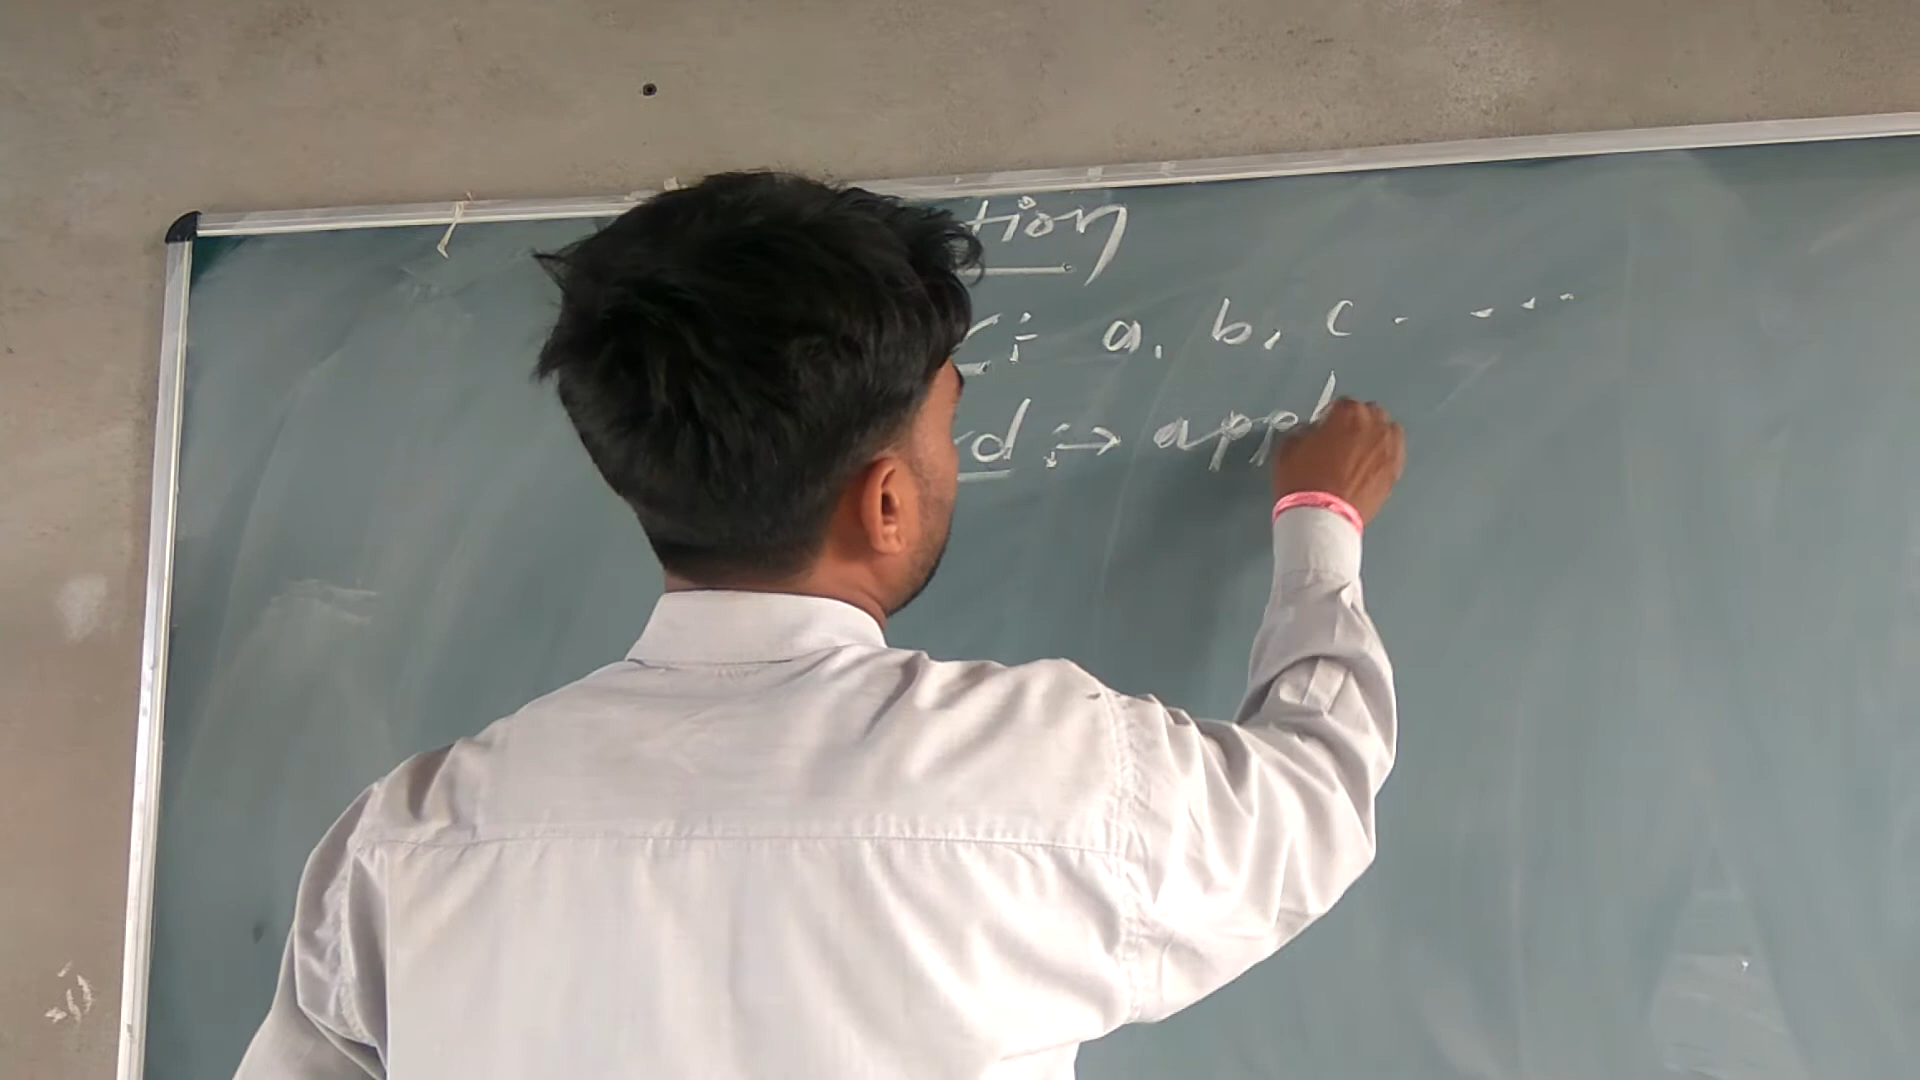 tion
: a, b, c . ....
d :→ appl